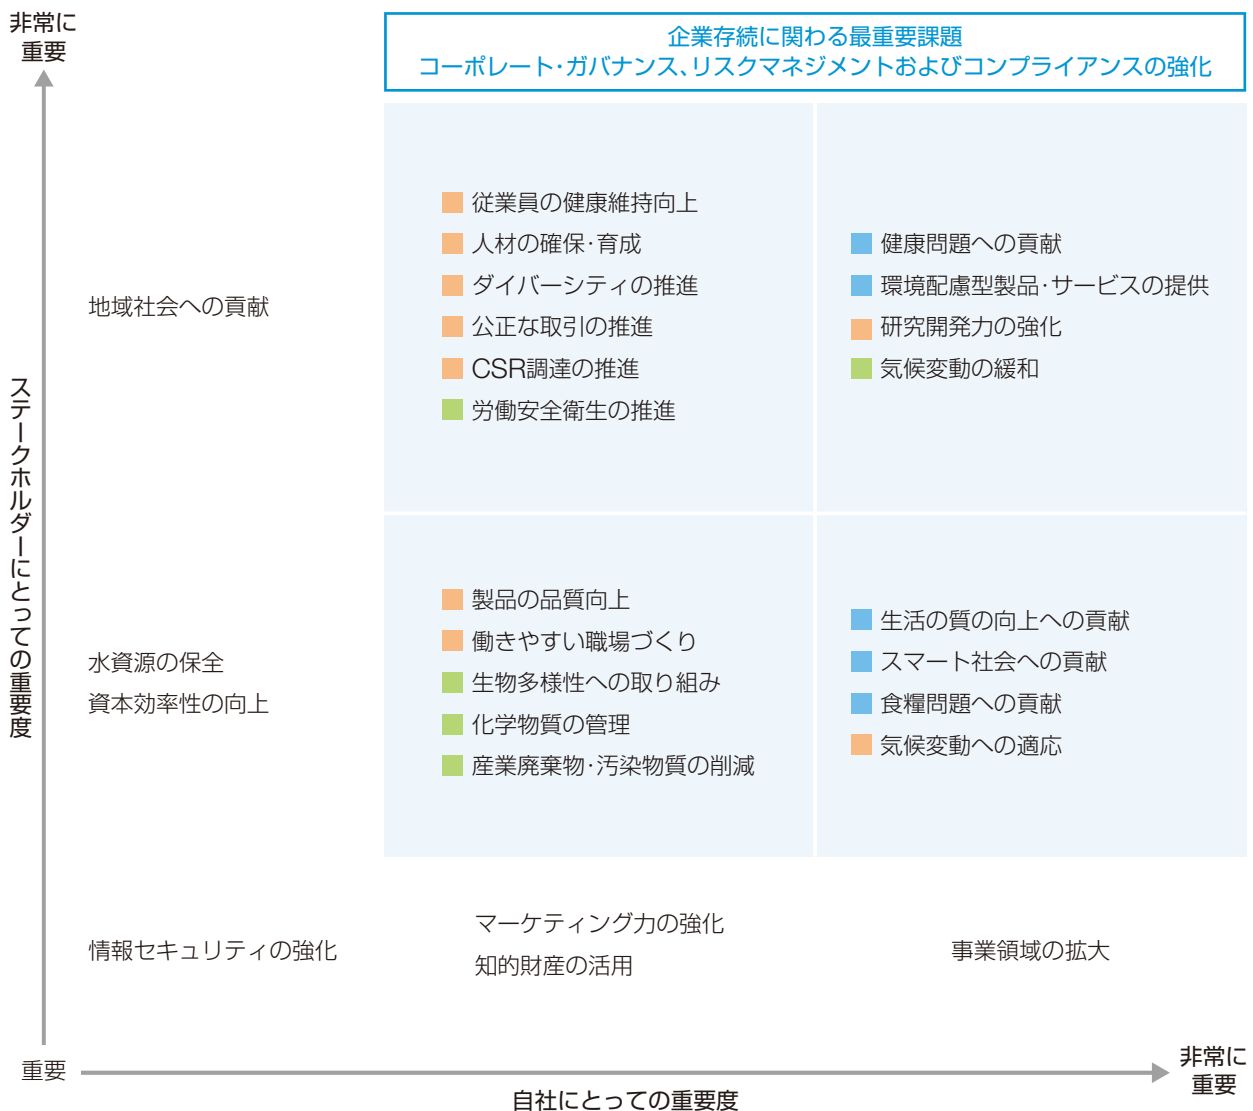 非常に
重要
企業存続に関わる最重要課題
コーポレート・ガバナンス、リスクマネジメントおよびコンプライアンスの強化
ステークホルダーにとっての重要度
地域社会への貢献
従業員の健康維持向上
人材の確保・育成
ダイバーシティの推進
公正な取引の推進
CSR調達の推進
労働安全衛生の推進
健康問題への貢献
環境配慮型製品・サービスの提供
研究開発力の強化
気候変動の緩和
水資源の保全
資本効率性の向上
製品の品質向上
働きやすい職場づくり
生物多様性への取り組み
化学物質の管理
産業廃棄物・汚染物質の削減
生活の質の向上への貢献
スマート社会への貢献
食糧問題への貢献
気候変動への適応
情報セキュリティの強化
マーケティング力の強化
知的財産の活用
事業領域の拡大
重要
自社にとっての重要度
非常に
重要